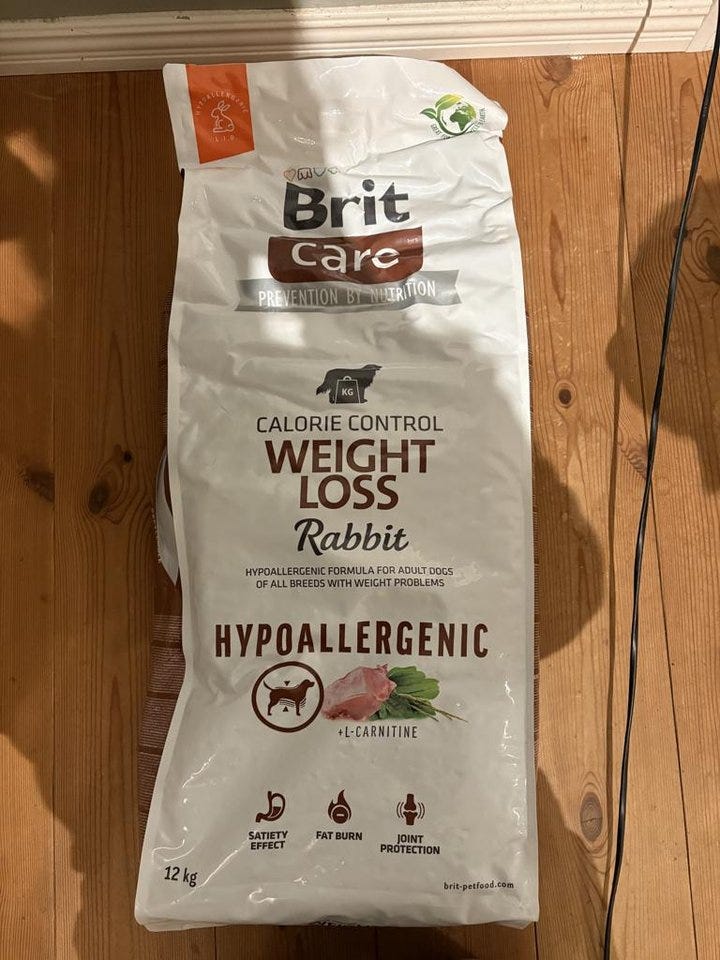 HYPOALLERGENIC
L.I.D.
Brit
care
PREVENTION BY NUTRITION
KG
CALORIE CONTROL
WEIGHT
LOSS
Rabbit
HYPOALLERGENIC FORMULA FOR ADULT DOGS
OF ALL BREEDS WITH WEIGHT PROBLEMS
HYPOALLERGENIC
+L-CARNITINE
SATIETY
EFFECT
FAT BURN
JOINT
PROTECTION
12 kg
brit-petfood.com